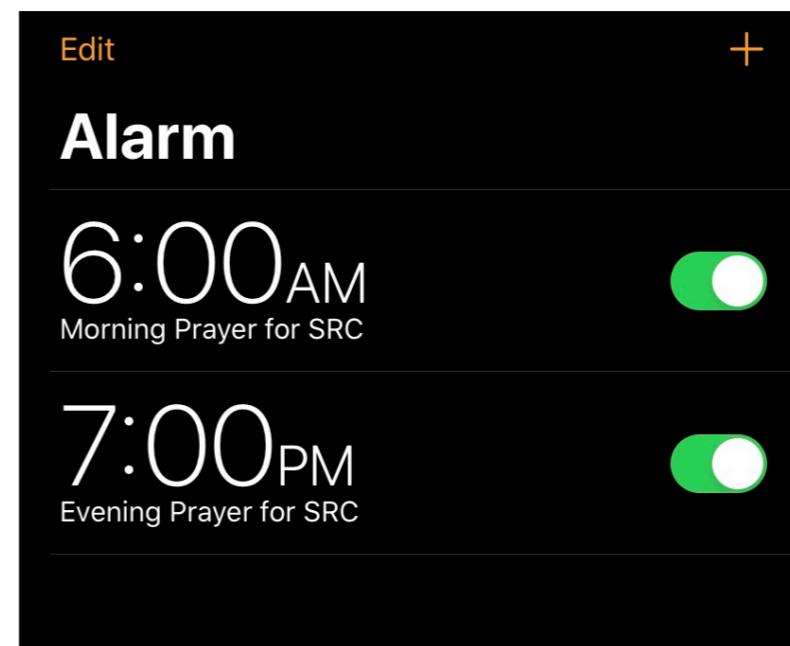 Edit
Alarm
6:00AM
Morning Prayer for SRC
7:00PM
Evening Prayer for SRC